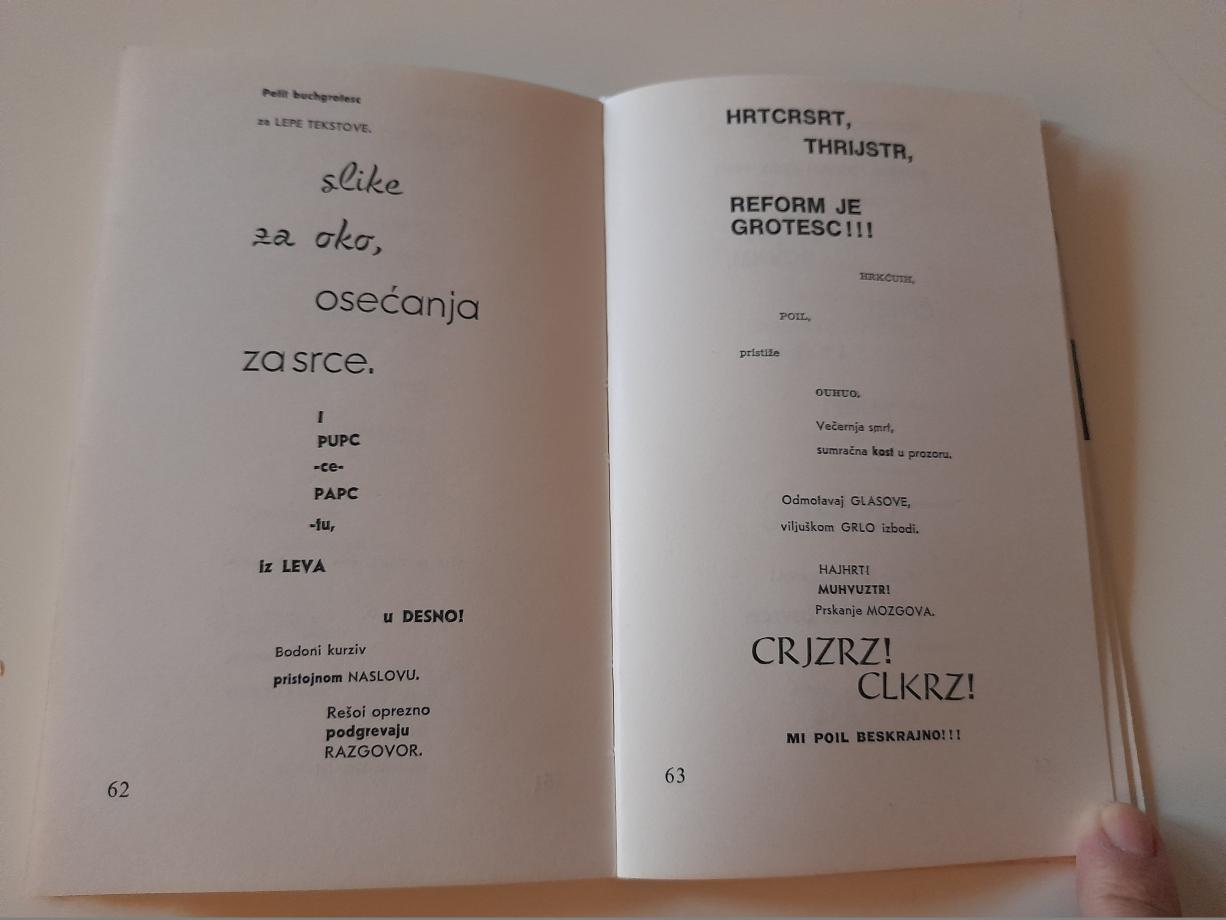 Petit buchgrotesc
za LEPE TEKSTOVE.
slike
za oko,
osećanja
za srce.
I
PUPC
-ce-
PAPC
-tu,
iz LEVA
u DESNO!
Bodoni kurziv
pristojnom NASLOVU.
Rešoi oprezno
podgrevaju
RAZGOVOR.
62
HRTCRSRT,
THRIJSTR,
REFORM JE
GROTESC!!!
HRKĆUIH,
POIL,
pristiže
OUHUO,
Večernja smrt,
sumračna kost u prozoru.
Odmotavaj GLASOVE,
viljuškom GRLO izbodi.
HAJHRT!
MUHVUZTR!
Prskanje MOZGOVA.
CRJZRZ!
CLKRZ!
MI POIL BESKRAJNO!!!
63